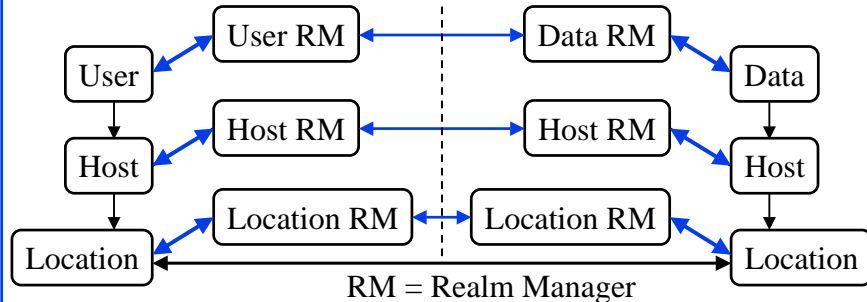 User RM
Data RM
User
Data
Host RM
Host RM
Host
Host
Location RM
Location RM
Location
Location
RM = Realm Manager